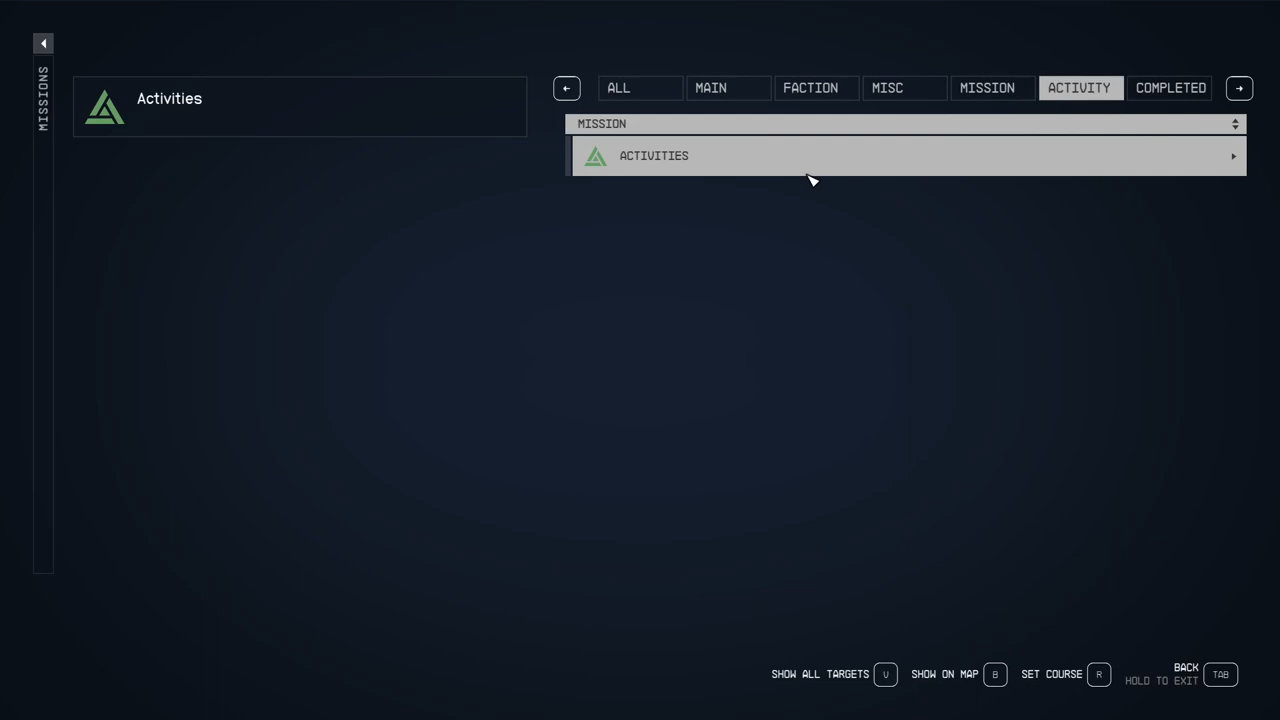 MISSIONS
Activities
ALL MAIN FACTION MISC MISSION ACTIVITY COMPLETED
MISSION
ACTIVITIES
SHOW ALL TARGETS V SHOW ON MAP B SET COURSE R BACK TAB
HOLD TO EXIT